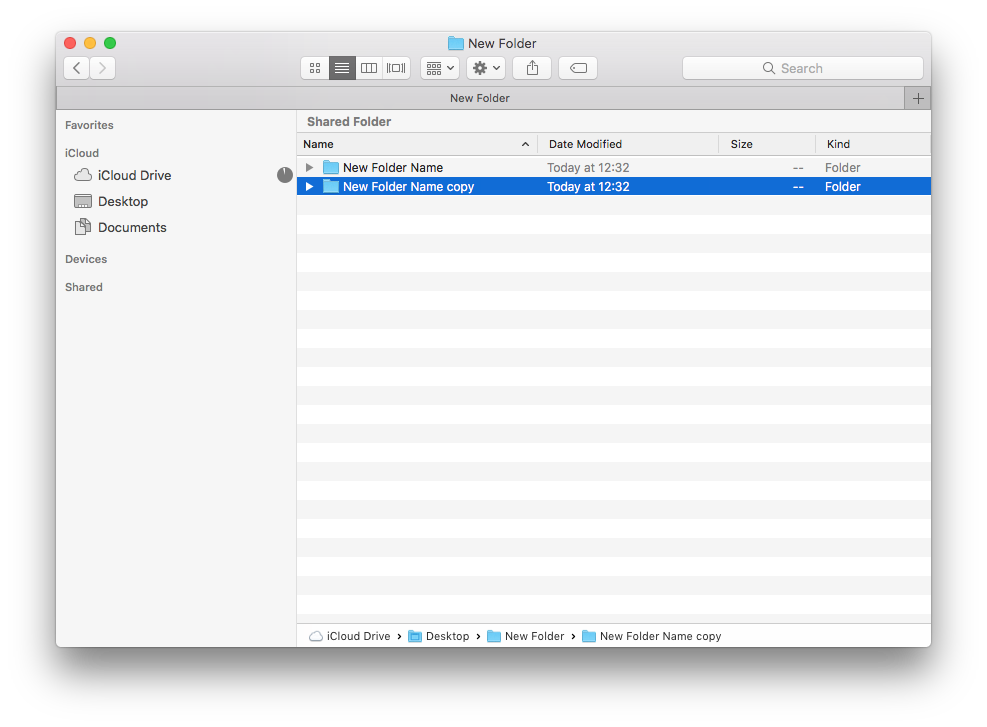 New Folder
Search
New Folder
Favorites
iCloud
iCloud Drive
Desktop
Documents
Devices
Shared
Shared Folder
Name Date Modified Size Kind
New Folder Name Today at 12:32 -- Folder
New Folder Name copy Today at 12:32 -- Folder
iCloud Drive › Desktop › New Folder › New Folder Name copy